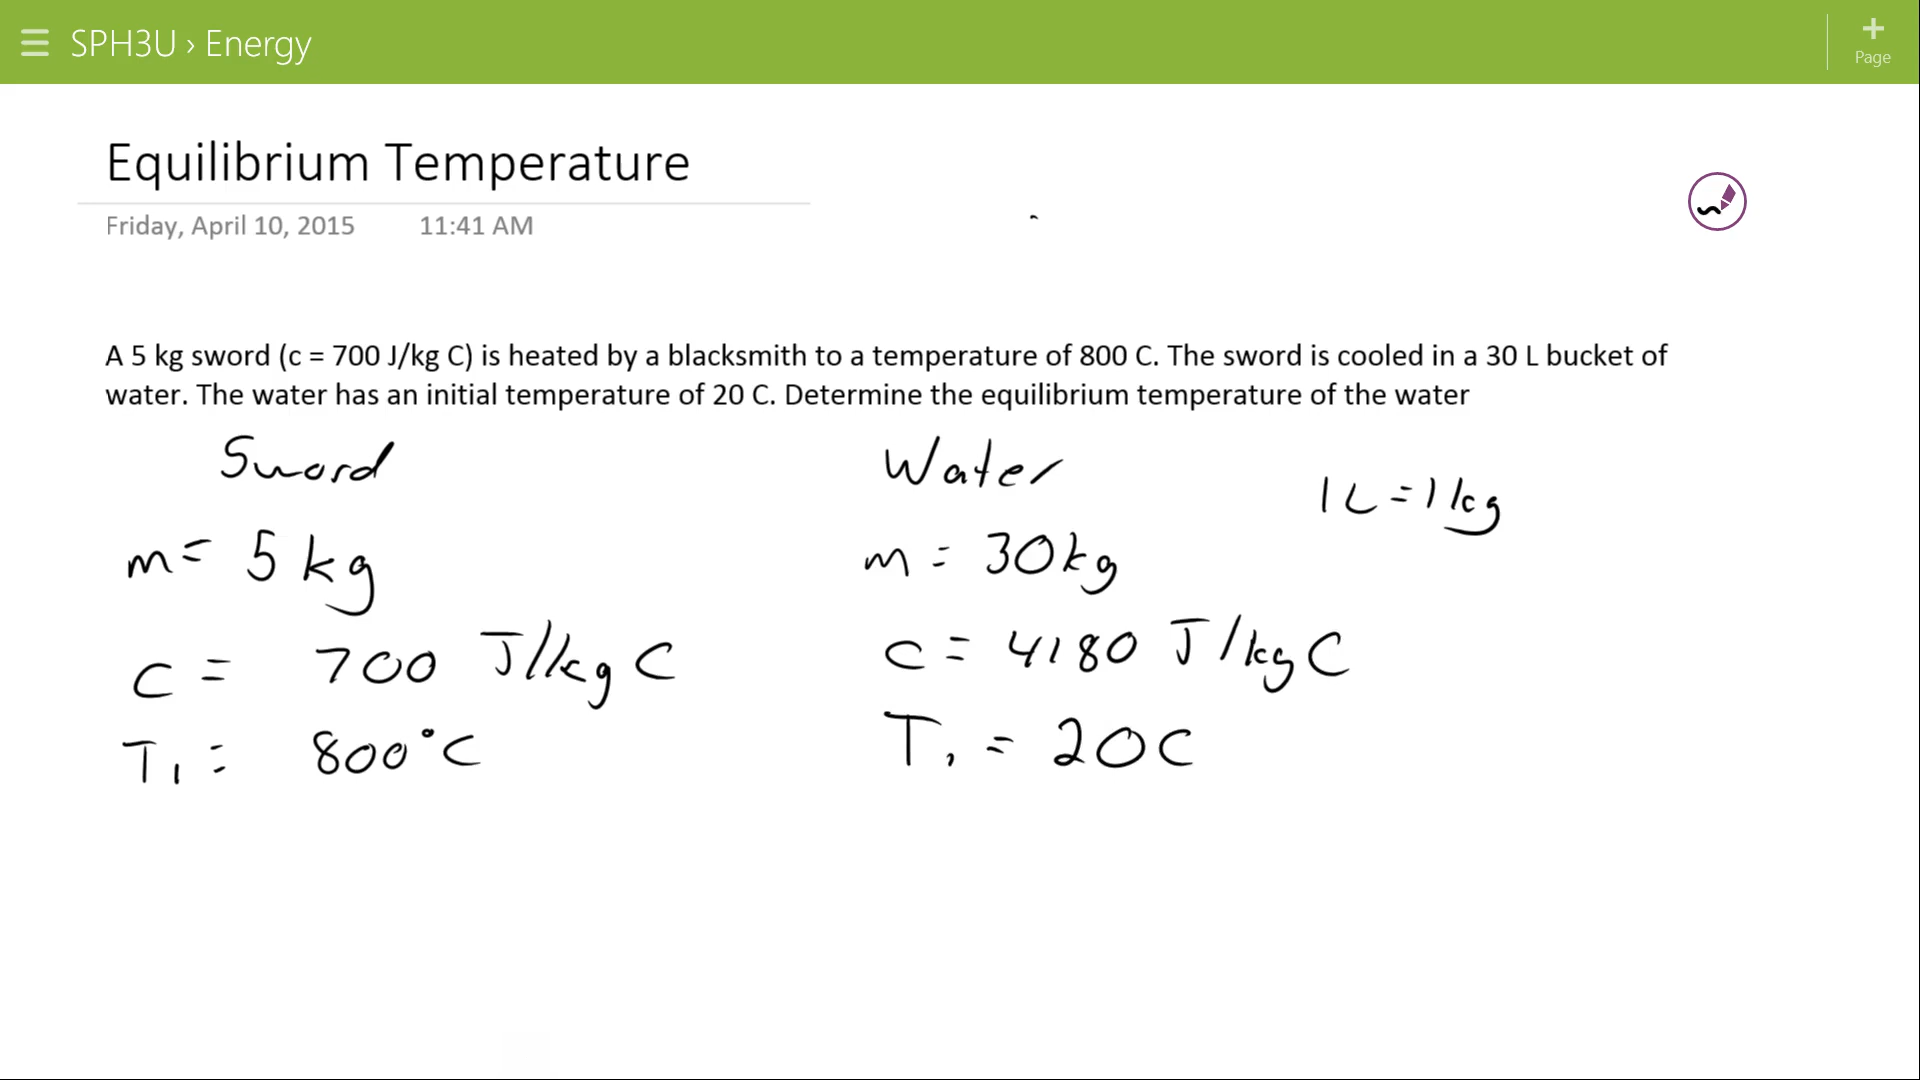 SPH3U › Energy
Page
Equilibrium Temperature
Friday, April 10, 2015 11:41 AM
A 5 kg sword (c = 700 J/kg C) is heated by a blacksmith to a temperature of 800 C. The sword is cooled in a 30 L bucket of
water. The water has an initial temperature of 20 C. Determine the equilibrium temperature of the water
Sword
Water
1L = 1 kg
m = 5 kg
m = 30kg
c = 700 J/kg C
c = 4180 J/kg C
T₁ = 800°C
T₁ = 20C